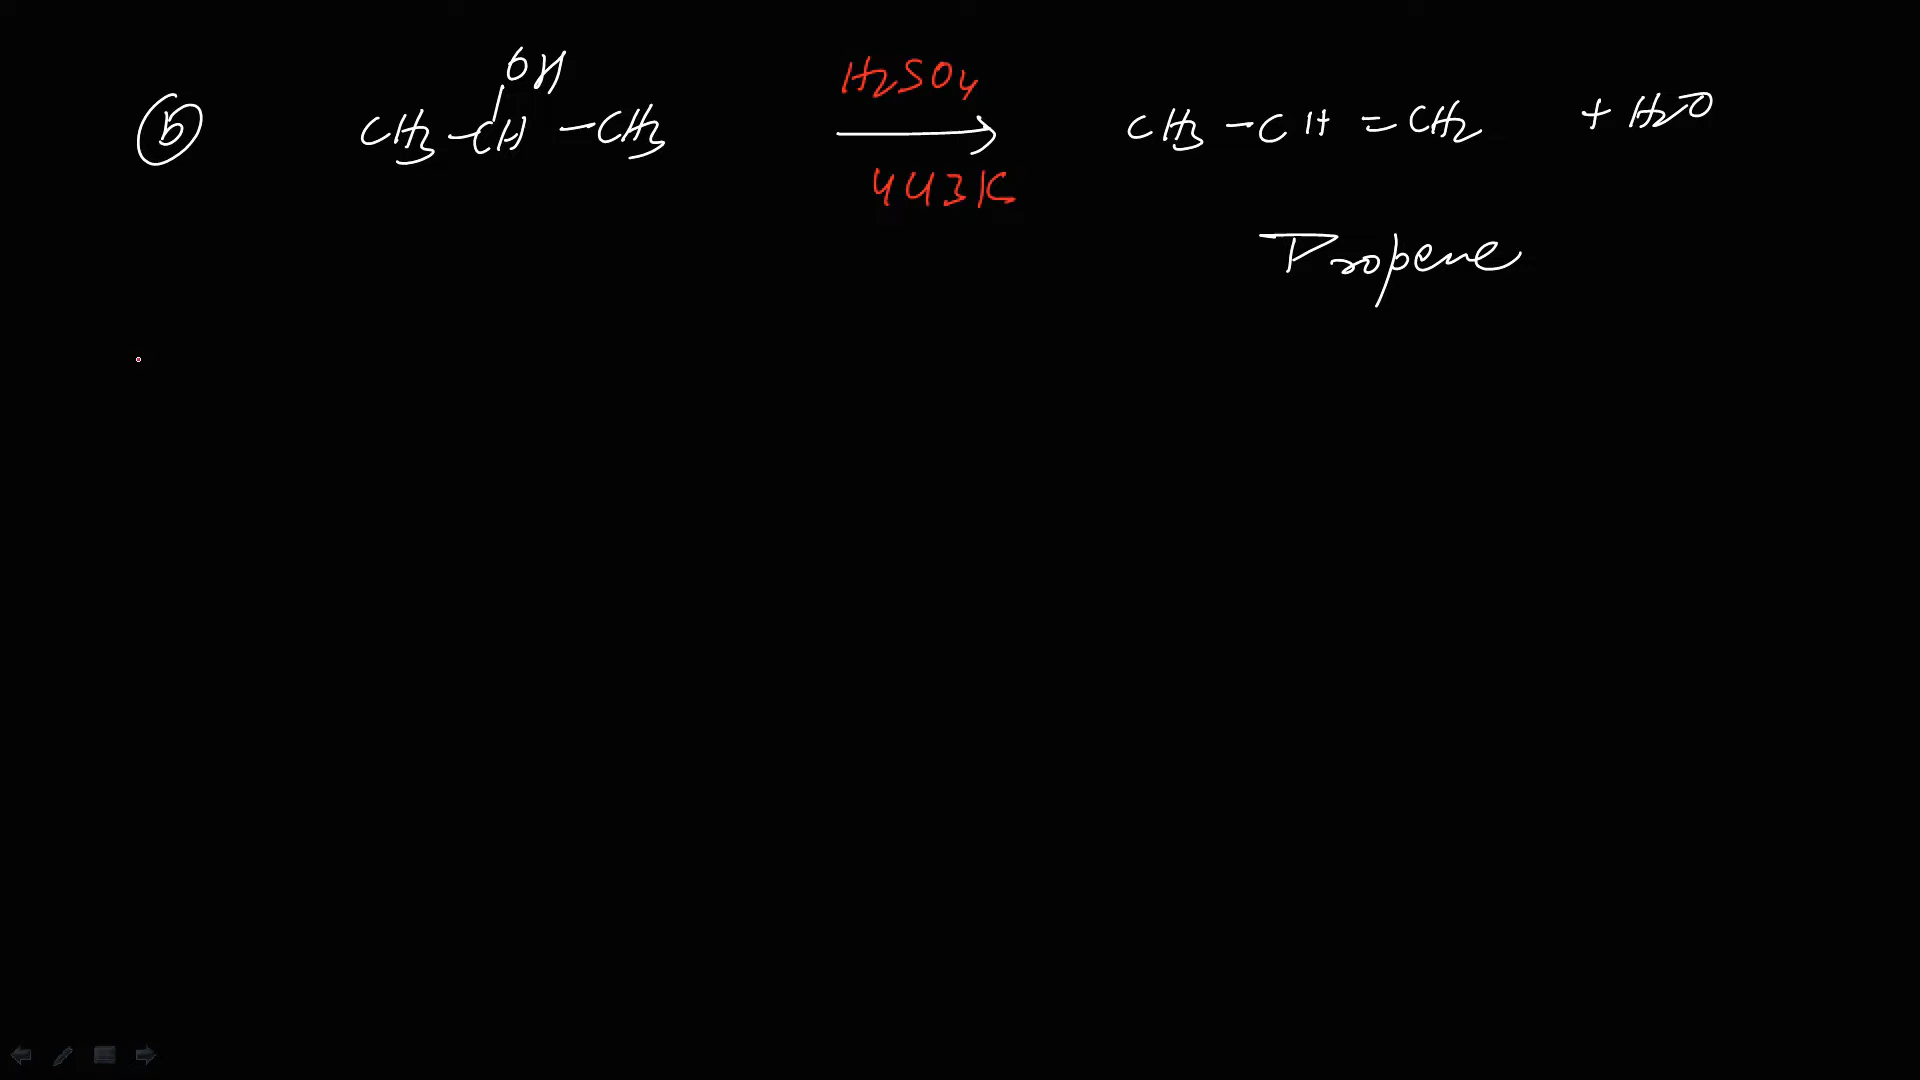 OH
(b) CH3-CH-CH3 H2SO4 → 443K CH3-CH=CH2 + H2O
Propene